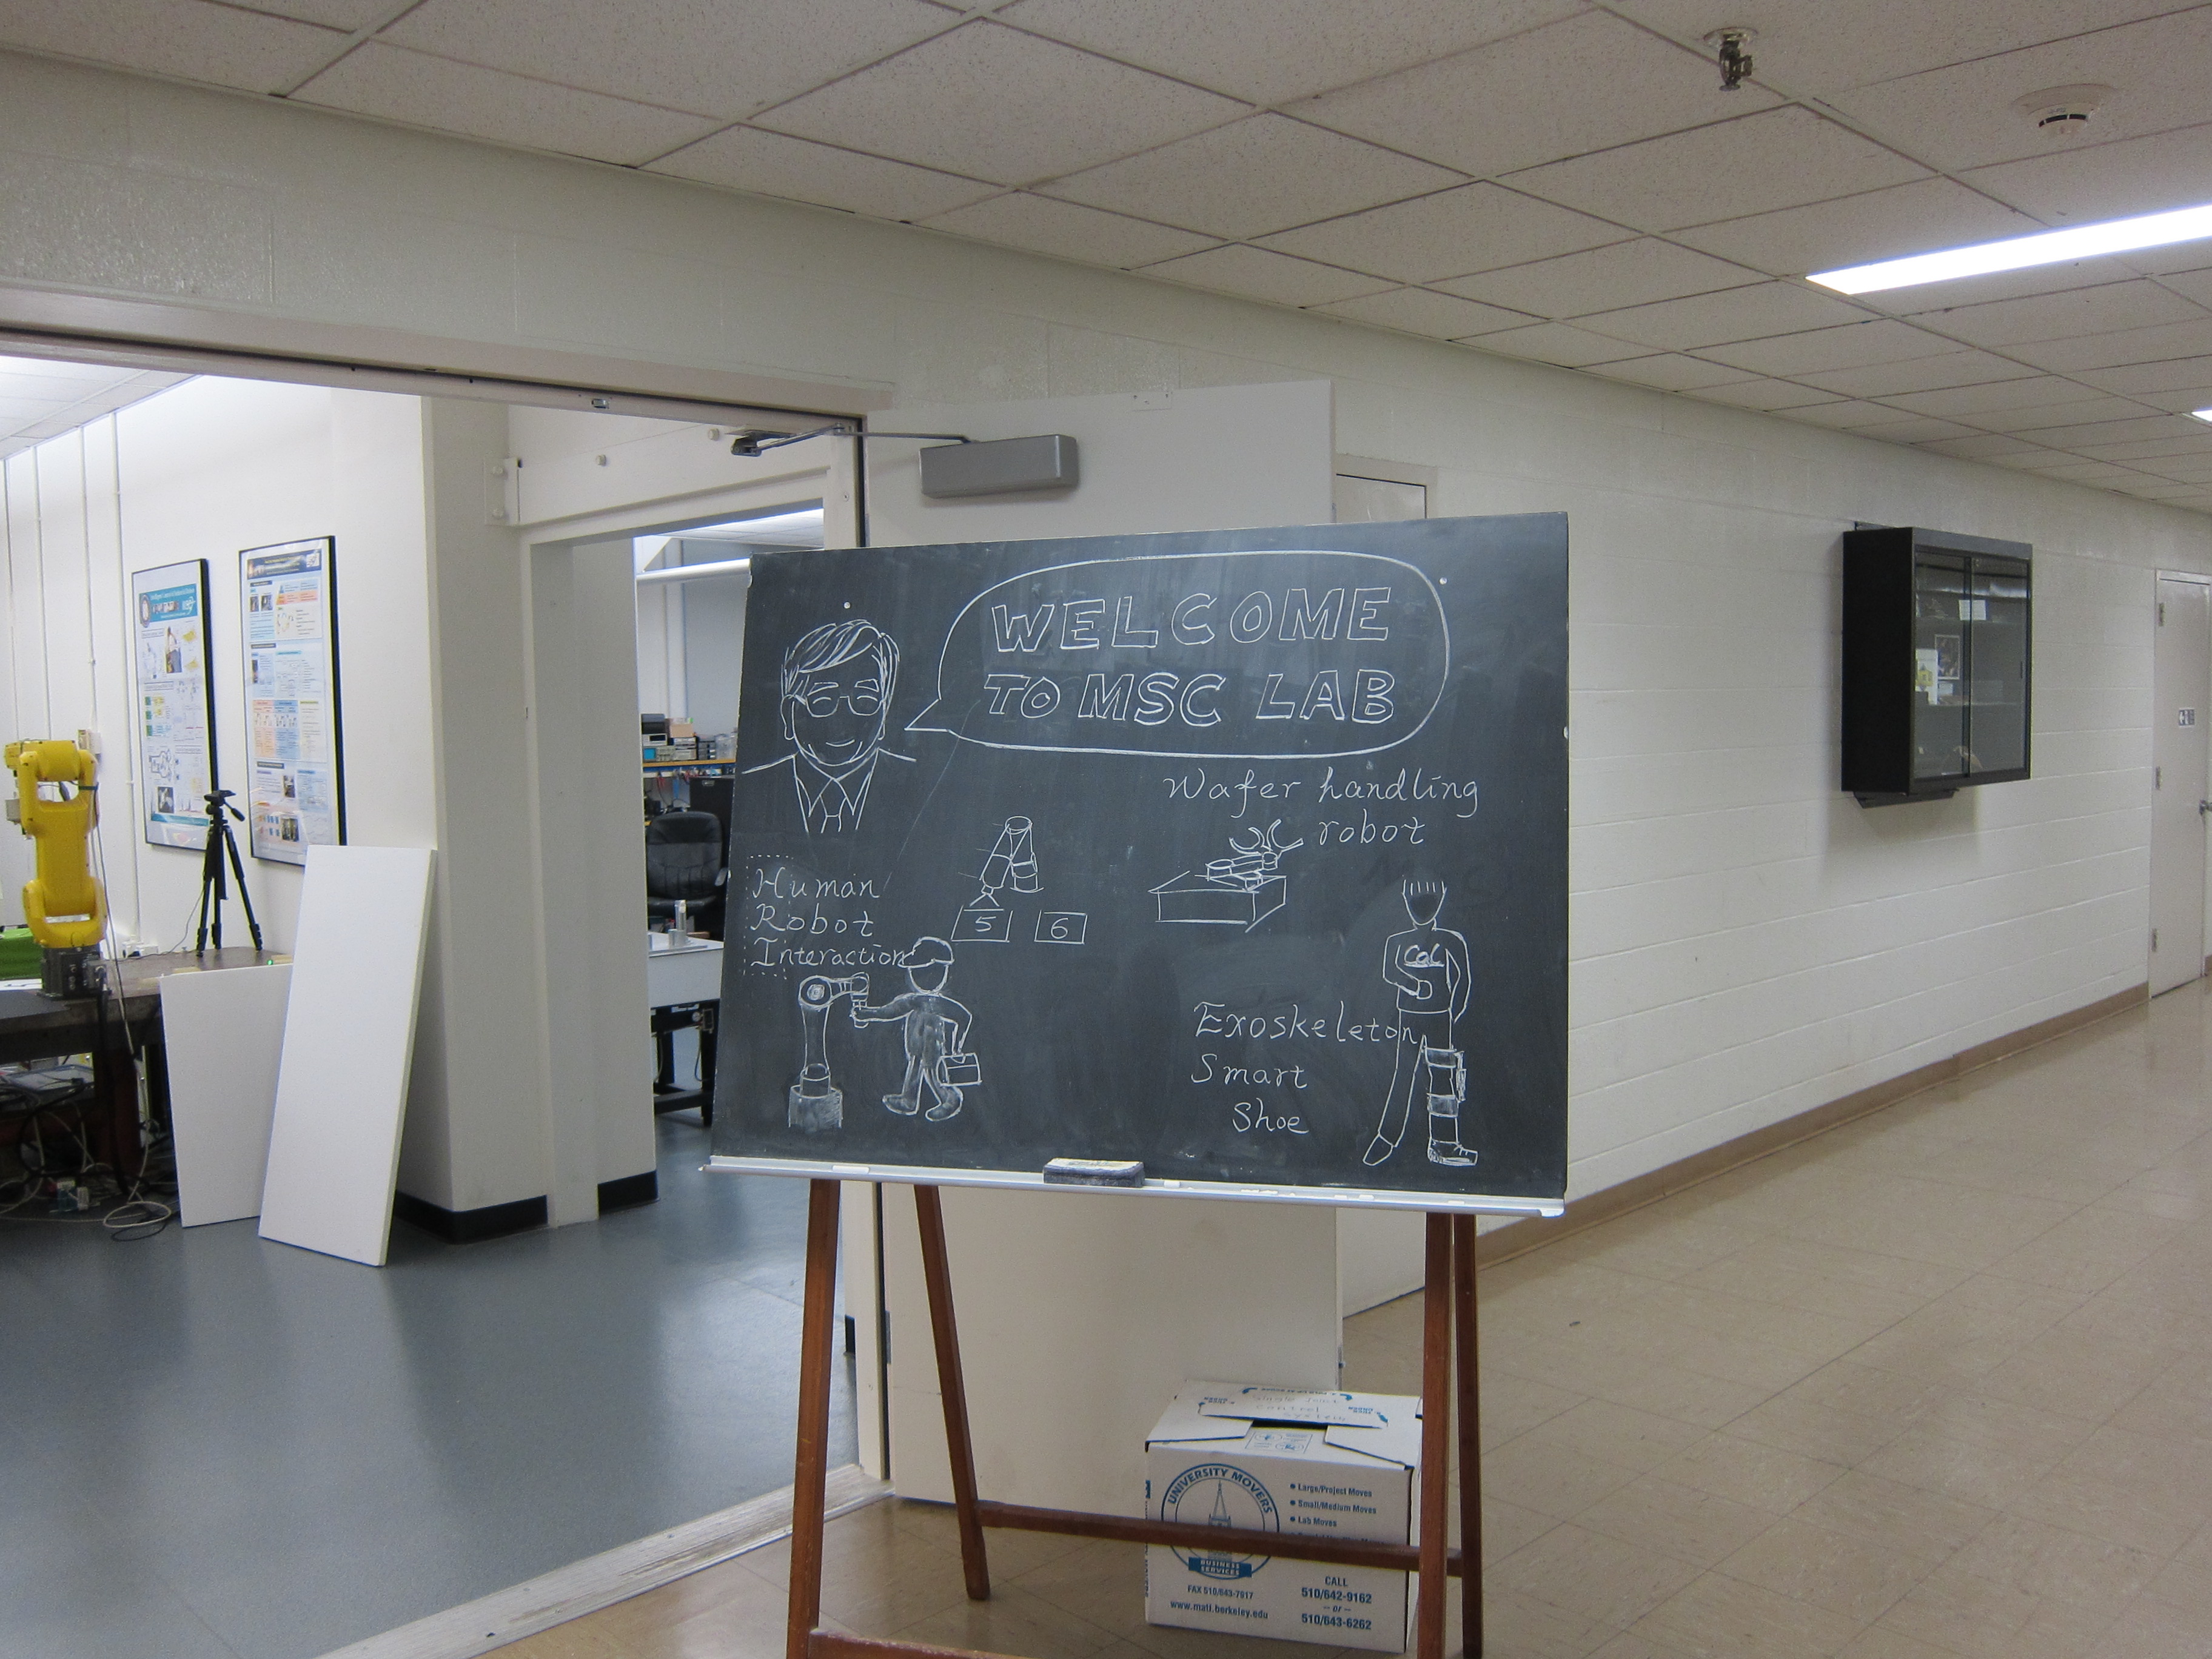 WELCOME
TO MSC LAB
Wafer handling
robot
Human
Robot
Interaction
5 6
Cal
Exoskeleton
Smart
Shoe
UNIVERSITY MOVERS
BUSINESS
SERVICES
FAX 510/643-7917
www.matl.berkeley.edu
Large/Project Moves
Small/Medium Moves
Lab Moves
CALL
510/642-9162
-or-
510/643-6262